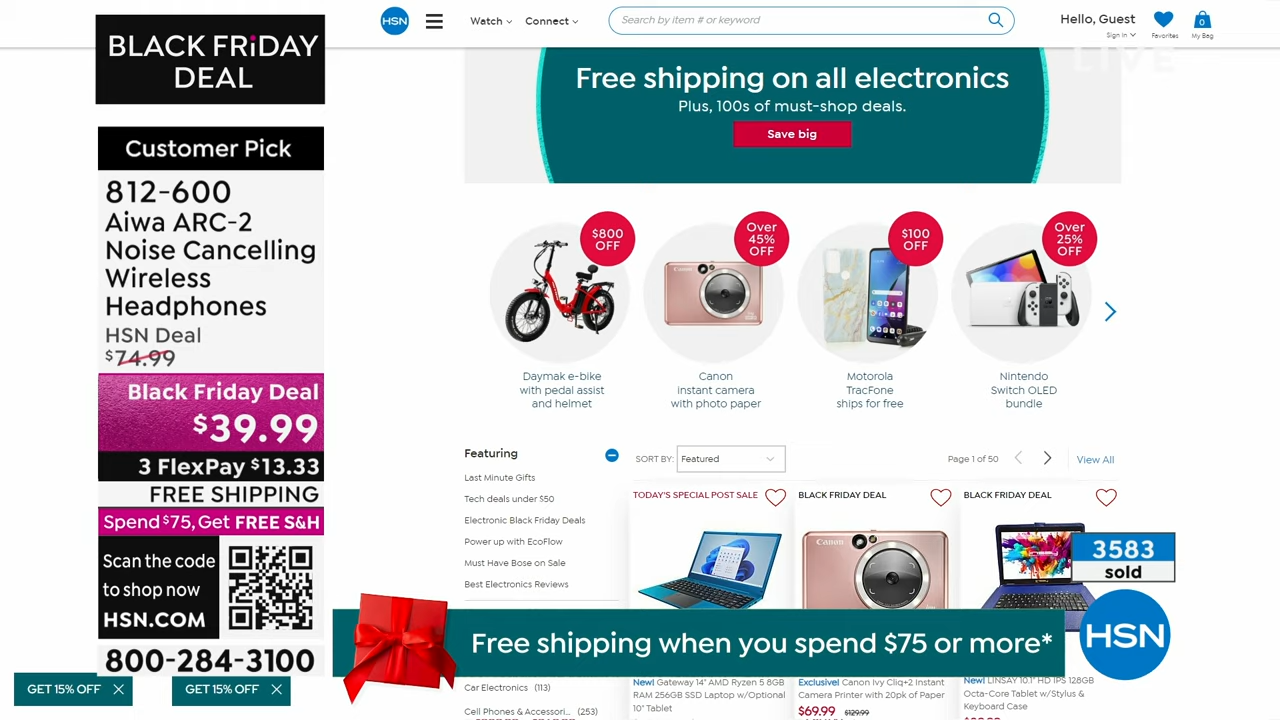 BLACK FRiDAY
DEAL
Customer Pick
812-600
Aiwa ARC-2
Noise Cancelling
Wireless
Headphones
HSN Deal
$74.99
Black Friday Deal
$39.99
3 FlexPay $13.33
FREE SHIPPING
Spend $75, Get FREE S&H
Scan the code
to shop now
HSN.COM
800-284-3100
GET 15% OFF
GET 15% OFF
HSN
Watch
Connect
Search by item # or keyword
Hello, Guest
Sign In
Favorites
0
My Bag
LIVE
Free shipping on all electronics
Plus, 100s of must-shop deals.
Save big
$800
OFF
Daymak e-bike
with pedal assist
and helmet
Over
45%
OFF
Canon
Canon
instant camera
with photo paper
$100
OFF
Motorola
TracFone
ships for free
Over
25%
OFF
Nintendo
Switch OLED
bundle
Featuring
Last Minute Gifts
Tech deals under $50
Electronic Black Friday Deals
Power up with EcoFlow
Must Have Bose on Sale
Best Electronics Reviews
Car Electronics (113)
Cell Phones & Accessori... (253)
SORT BY: Featured
Page 1 of 50
View All
TODAY'S SPECIAL POST SALE
BLACK FRIDAY DEAL
BLACK FRIDAY DEAL
Canon
3583
sold
Free shipping when you spend $75 or more*
HSN
New! Gateway 14" AMD Ryzen 5 8GB
RAM 256GB SSD Laptop w/Optional
10" Tablet
Exclusive! Canon Ivy Cliq+2 Instant
Camera Printer with 20pk of Paper
$69.99 $129.99
New! LINSAY 10.1" HD IPS 128GB
Octa-Core Tablet w/Stylus &
Keyboard Case